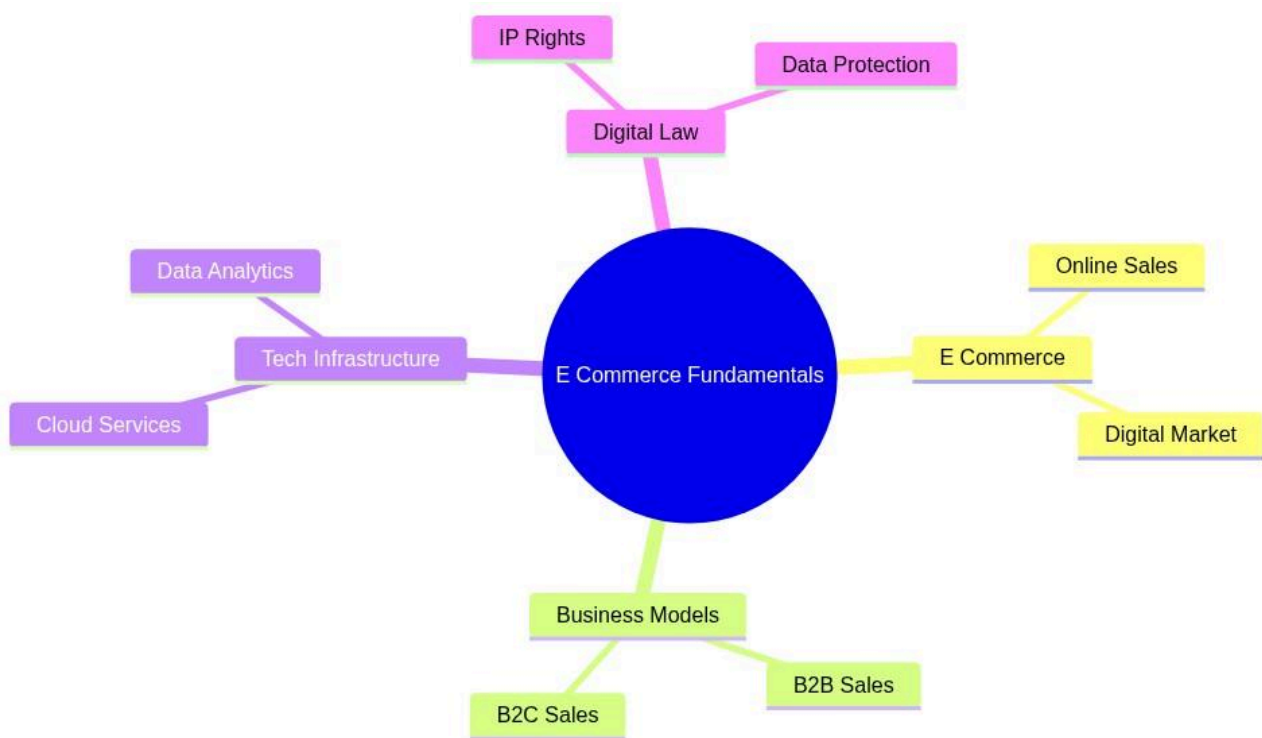 IP Rights
Data Protection
Digital Law
Data Analytics
Online Sales
Tech Infrastructure
E Commerce Fundamentals
E Commerce
Cloud Services
Digital Market
Business Models
B2B Sales
B2C Sales